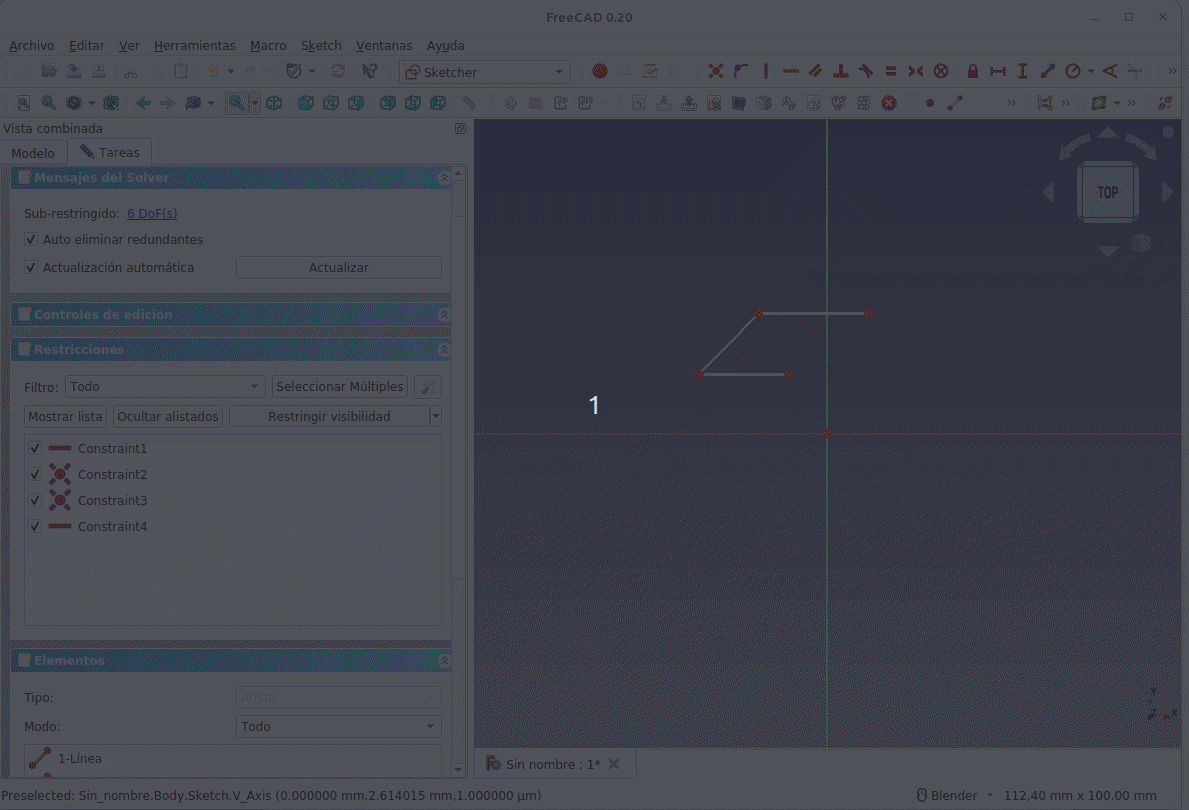 FreeCAD 0.20
Archivo Editar Ver Herramientas Macro Sketch Ventanas Ayuda
Sketcher
Vista combinada
Modelo Tareas
Mensajes del Solver
Sub-restringido: 6 DoF(s)
Auto eliminar redundantes
Actualización automática Actualizar
Controles de edición
Restricciones
Filtro: Todo Seleccionar Múltiples
Mostrar lista Ocultar alistados Restringir visibilidad
Constraint1
Constraint2
Constraint3
Constraint4
Elementos
Tipo: Arista
Modo: Todo
1-Línea
TOP
1
Y
Z X
Sin nombre : 1*
Preselected: Sin_nombre.Body.Sketch.V_Axis (0.000000 mm,2.614015 mm,1.000000 µm)
Blender 112,40 mm x 100,00 mm